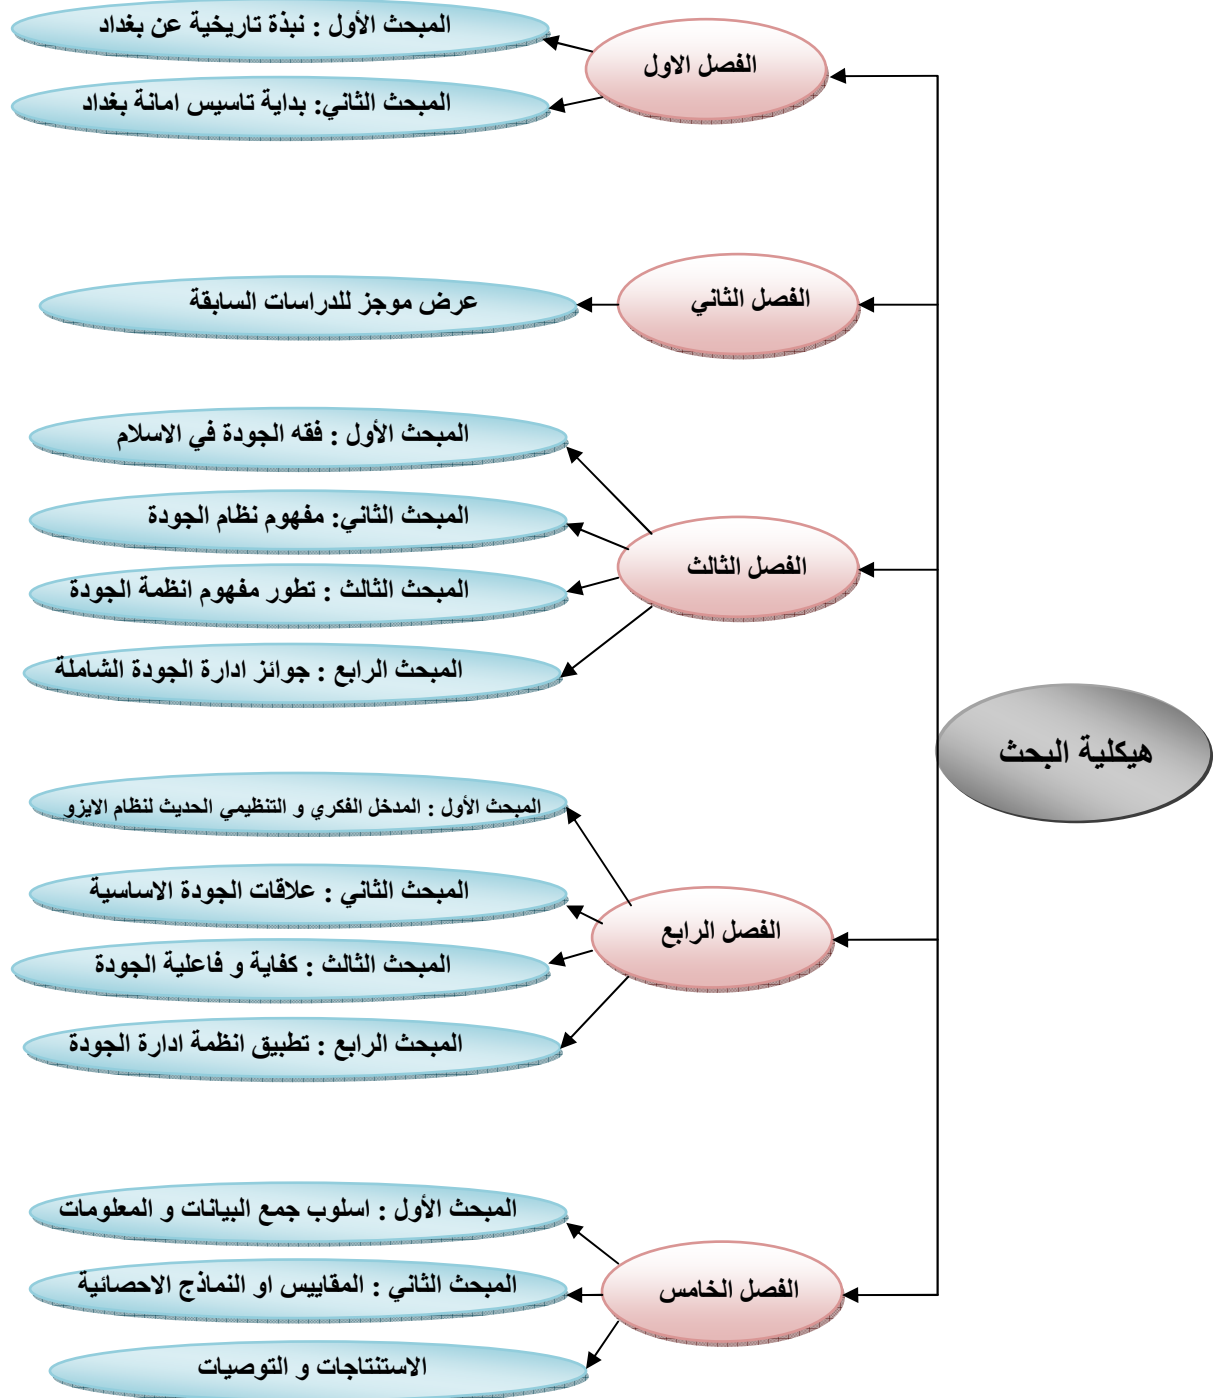 هيكلية البحث
الفصل الاول
المبحث الأول : نبذة تاريخية عن بغداد
المبحث الثاني: بداية تاسيس امانة بغداد
الفصل الثاني
عرض موجز للدراسات السابقة
الفصل الثالث
المبحث الأول : فقه الجودة في الاسلام
المبحث الثاني: مفهوم نظام الجودة
المبحث الثالث : تطور مفهوم انظمة الجودة
المبحث الرابع : جوائز ادارة الجودة الشاملة
الفصل الرابع
المبحث الأول : المدخل الفكري و التنظيمي الحديث لنظام الايزو
المبحث الثاني : علاقات الجودة الاساسية
المبحث الثالث : كفاية و فاعلية الجودة
المبحث الرابع : تطبيق انظمة ادارة الجودة
الفصل الخامس
المبحث الأول : اسلوب جمع البيانات و المعلومات
المبحث الثاني : المقاييس او النماذج الاحصائية
الاستنتاجات و التوصيات